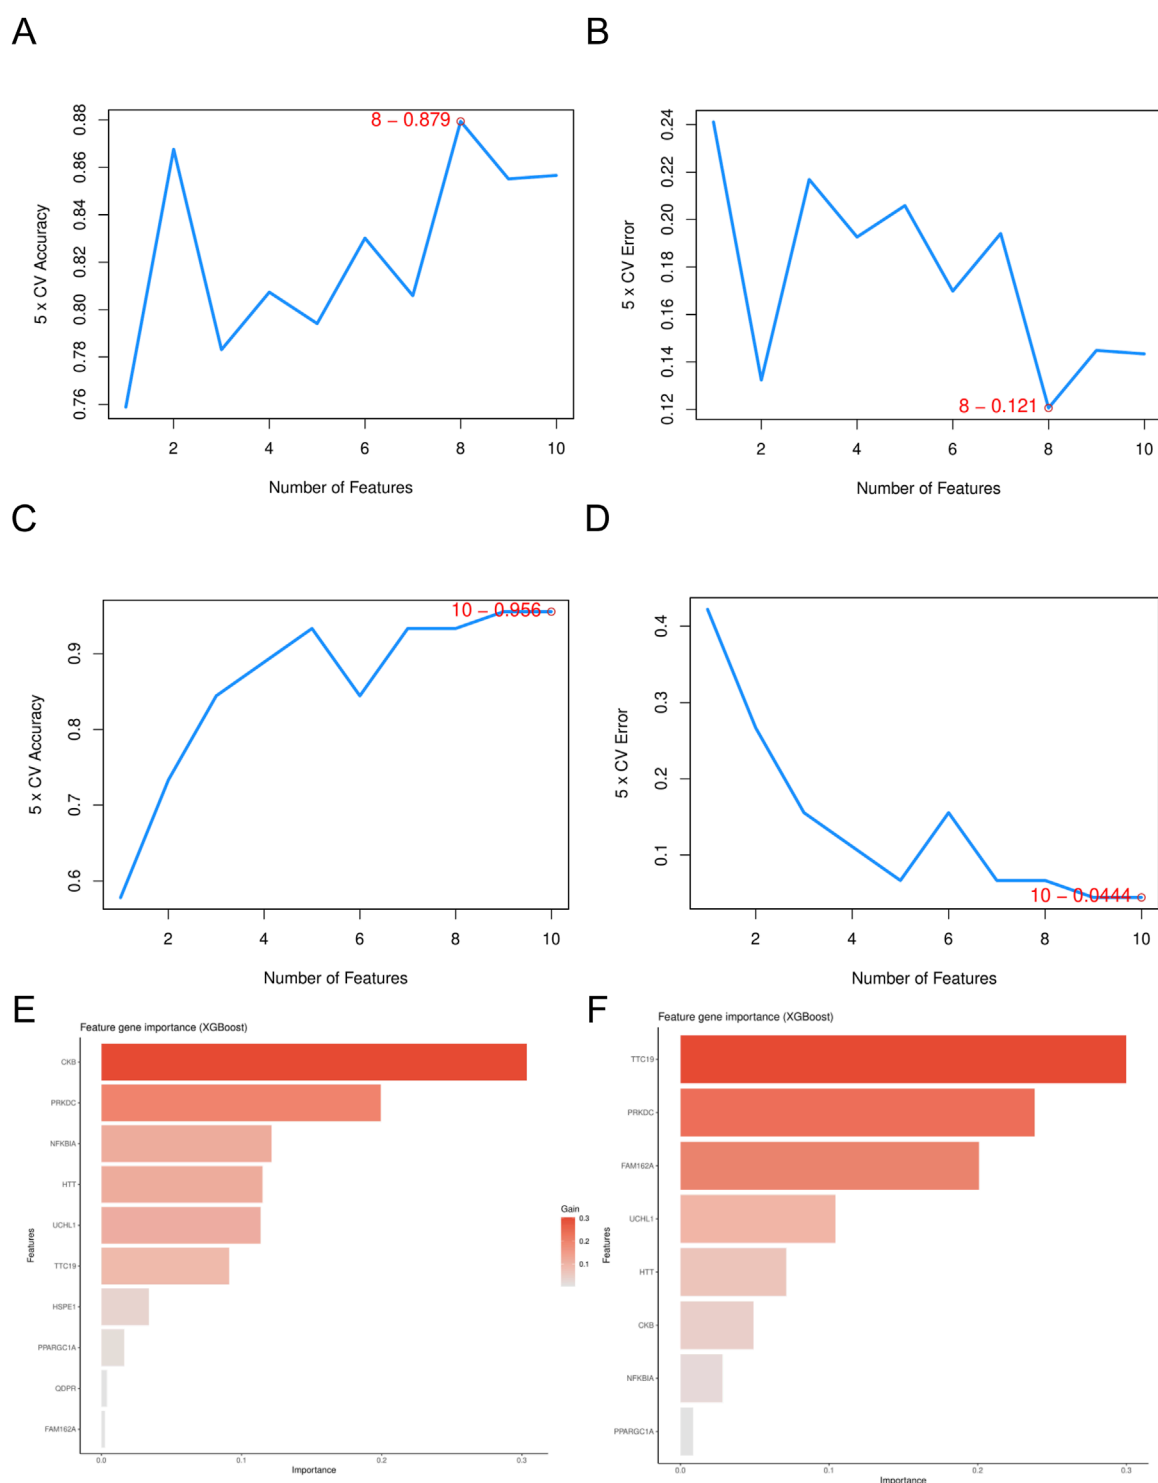 A
B
8 – 0.879
0.88
0.86
0.84
0.82
0.80
0.78
0.76
5 x CV Accuracy
2
4
6
8
10
Number of Features
0.24
0.22
0.20
0.18
0.16
0.14
0.12
5 x CV Error
8 – 0.121
2
4
6
8
10
Number of Features
C
D
10 – 0.956
0.9
0.8
0.7
0.6
5 x CV Accuracy
2
4
6
8
10
Number of Features
0.4
0.3
0.2
0.1
5 x CV Error
10 – 0.0444
2
4
6
8
10
Number of Features
E
Feature gene importance (XGBoost)
CKB
PRKDC
NFKBIA
HTT
UCHL1
TTC19
HSPE1
PPARGC1A
QDPR
FAM162A
Features
0.0
0.1
0.2
0.3
Importance
Gain
0.3
0.2
0.1
F
Feature gene importance (XGBoost)
TTC19
PRKDC
FAM162A
UCHL1
HTT
CKB
NFKBIA
PPARGC1A
Features
0.0
0.1
0.2
0.3
Importance